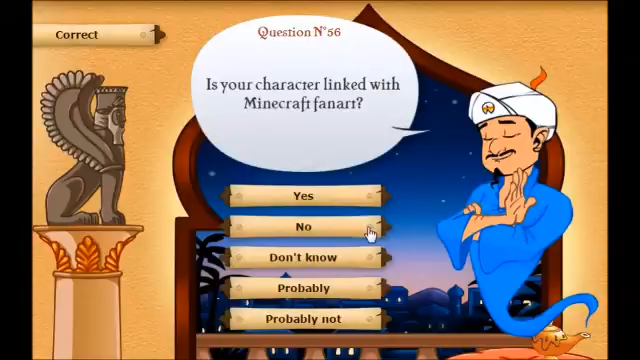 Correct
Question N°56
Is your character linked with
Minecraft fanart?
Yes
No
Don't know
Probably
Probably not